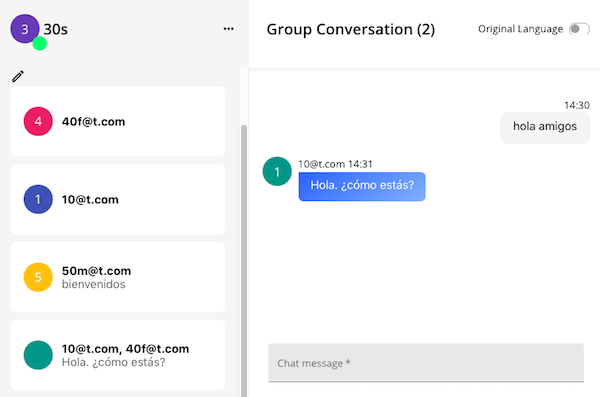 3 30s
4 40f@t.com
1 10@t.com
5 50m@t.com
bienvenidos
10@t.com, 40f@t.com
Hola. ¿cómo estás?
Group Conversation (2)
Original Language
14:30
hola amigos
10@t.com 14:31
1 Hola. ¿cómo estás?
Chat message *